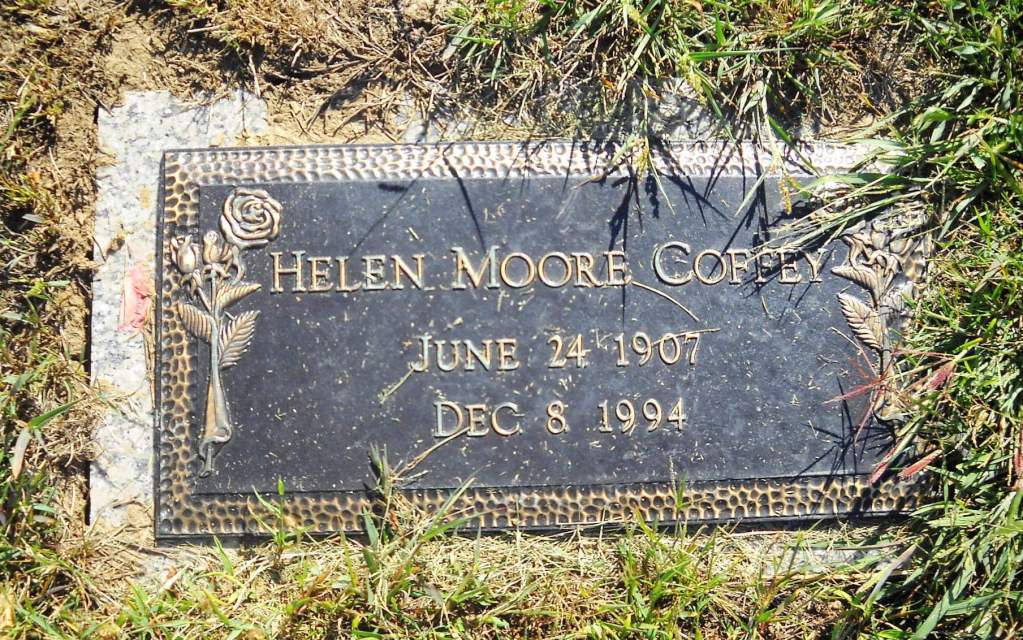 Helen Moore Coffey
June 24 1907
Dec 8 1994